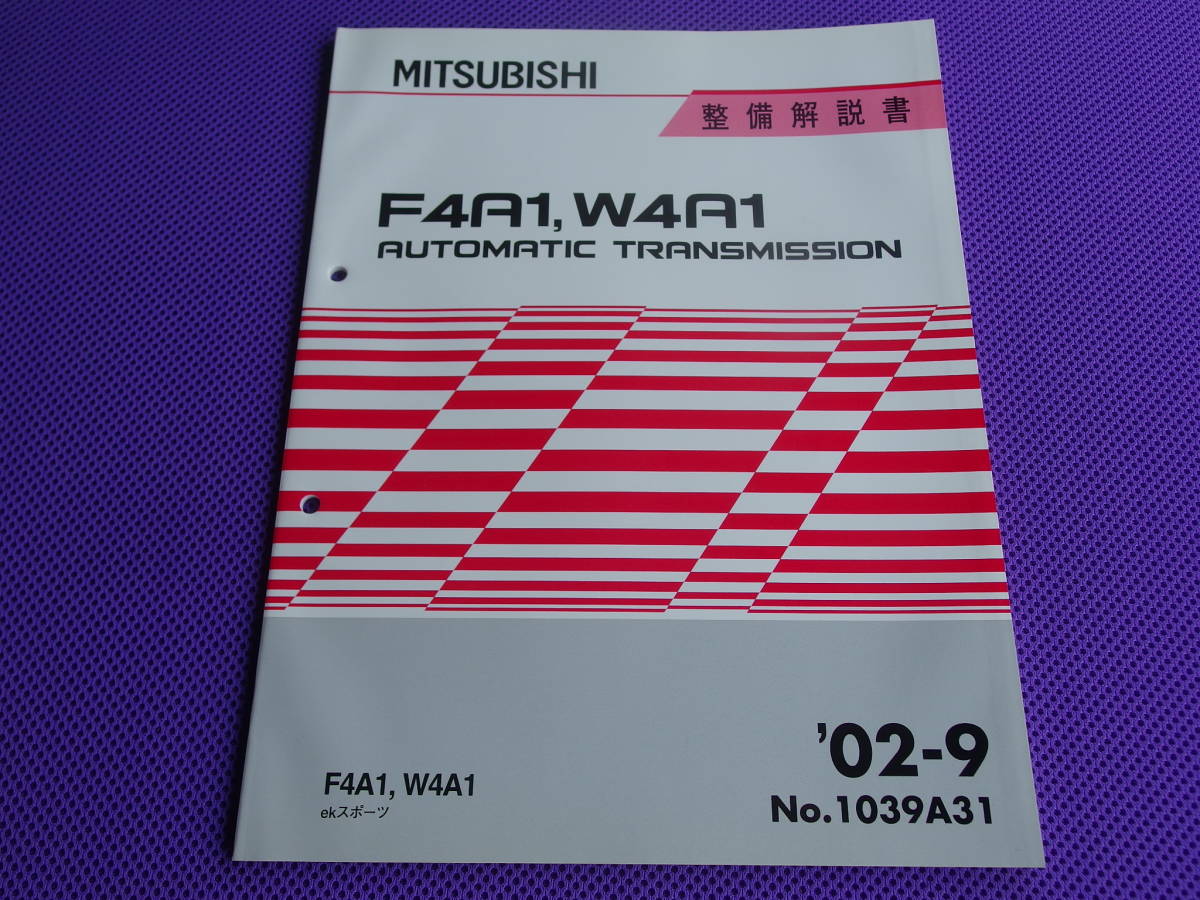 MITSUBISHI
整備解説書
F4A1, W4A1
AUTOMATIC TRANSMISSION
'02-9
No.1039A31
F4A1, W4A1
ekスポーツ